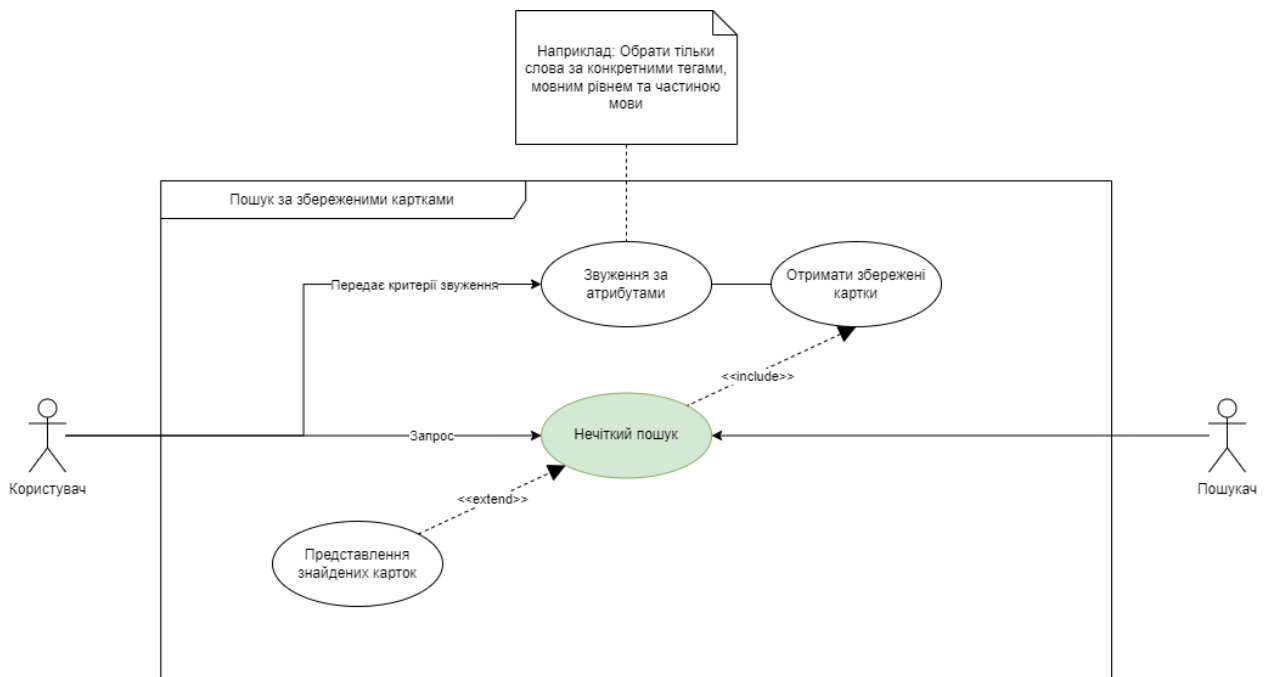 Наприклад: Обрати тільки
слова за конкретними тегами,
мовним рівнем та частиною
мови
Пошук за збереженими картками
Передає критерії звуження
Звуження за
атрибутами
Отримати збережені
картки
<<include>>
Запрос
Нечіткий пошук
Користувач
Пошукач
<<extend>>
Представлення
знайдених карток